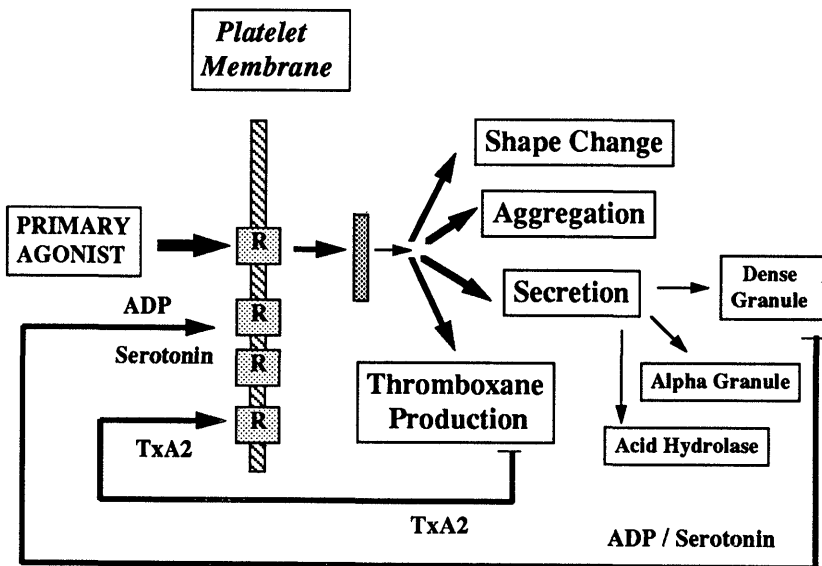 Platelet
Membrane
Shape Change
PRIMARY
AGONIST
R
Aggregation
ADP
R
Secretion
Dense
Granule
Serotonin
R
Thromboxane
Production
Alpha Granule
R
TxA2
Acid Hydrolase
TxA2
ADP / Serotonin